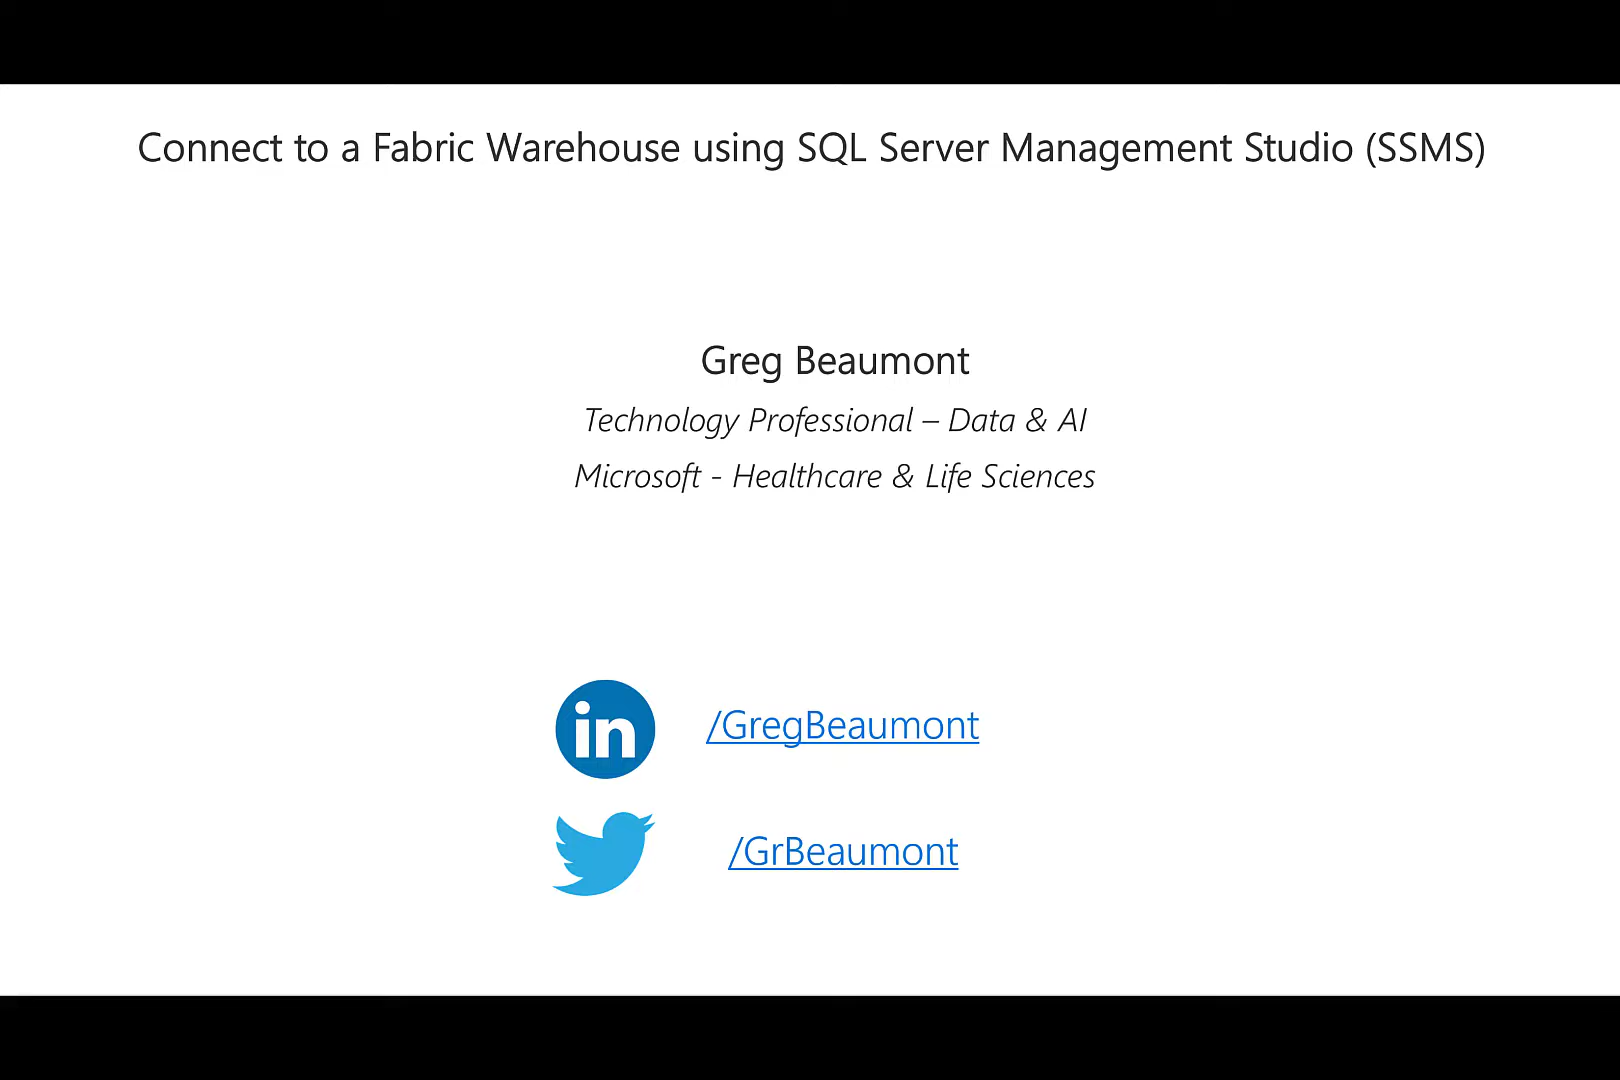 Connect to a Fabric Warehouse using SQL Server Management Studio (SSMS)
Greg Beaumont
Technology Professional – Data & AI
Microsoft - Healthcare & Life Sciences
in
/GregBeaumont
/GrBeaumont